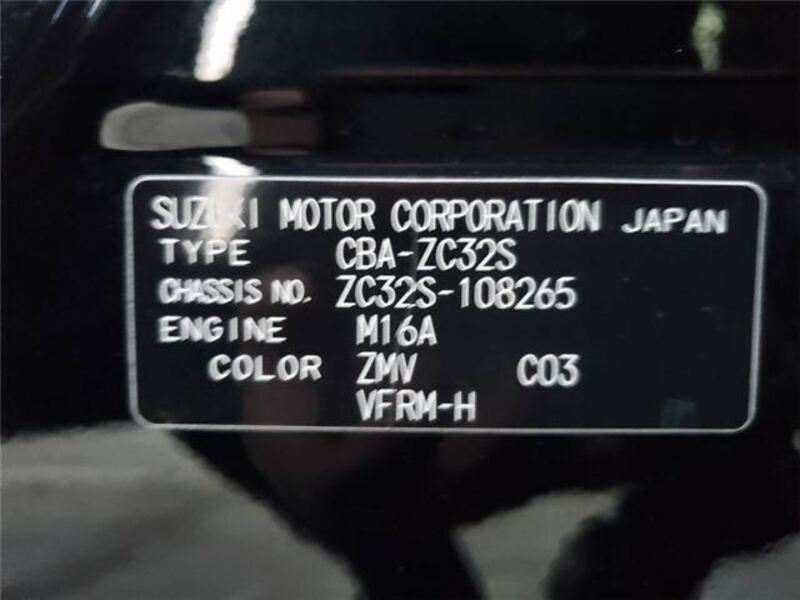 SUZUKI MOTOR CORPORATION JAPAN
TYPE CBA-ZC32S
CHASSIS NO. ZC32S-108265
ENGINE M16A
COLOR ZMV C03
VFRM-H